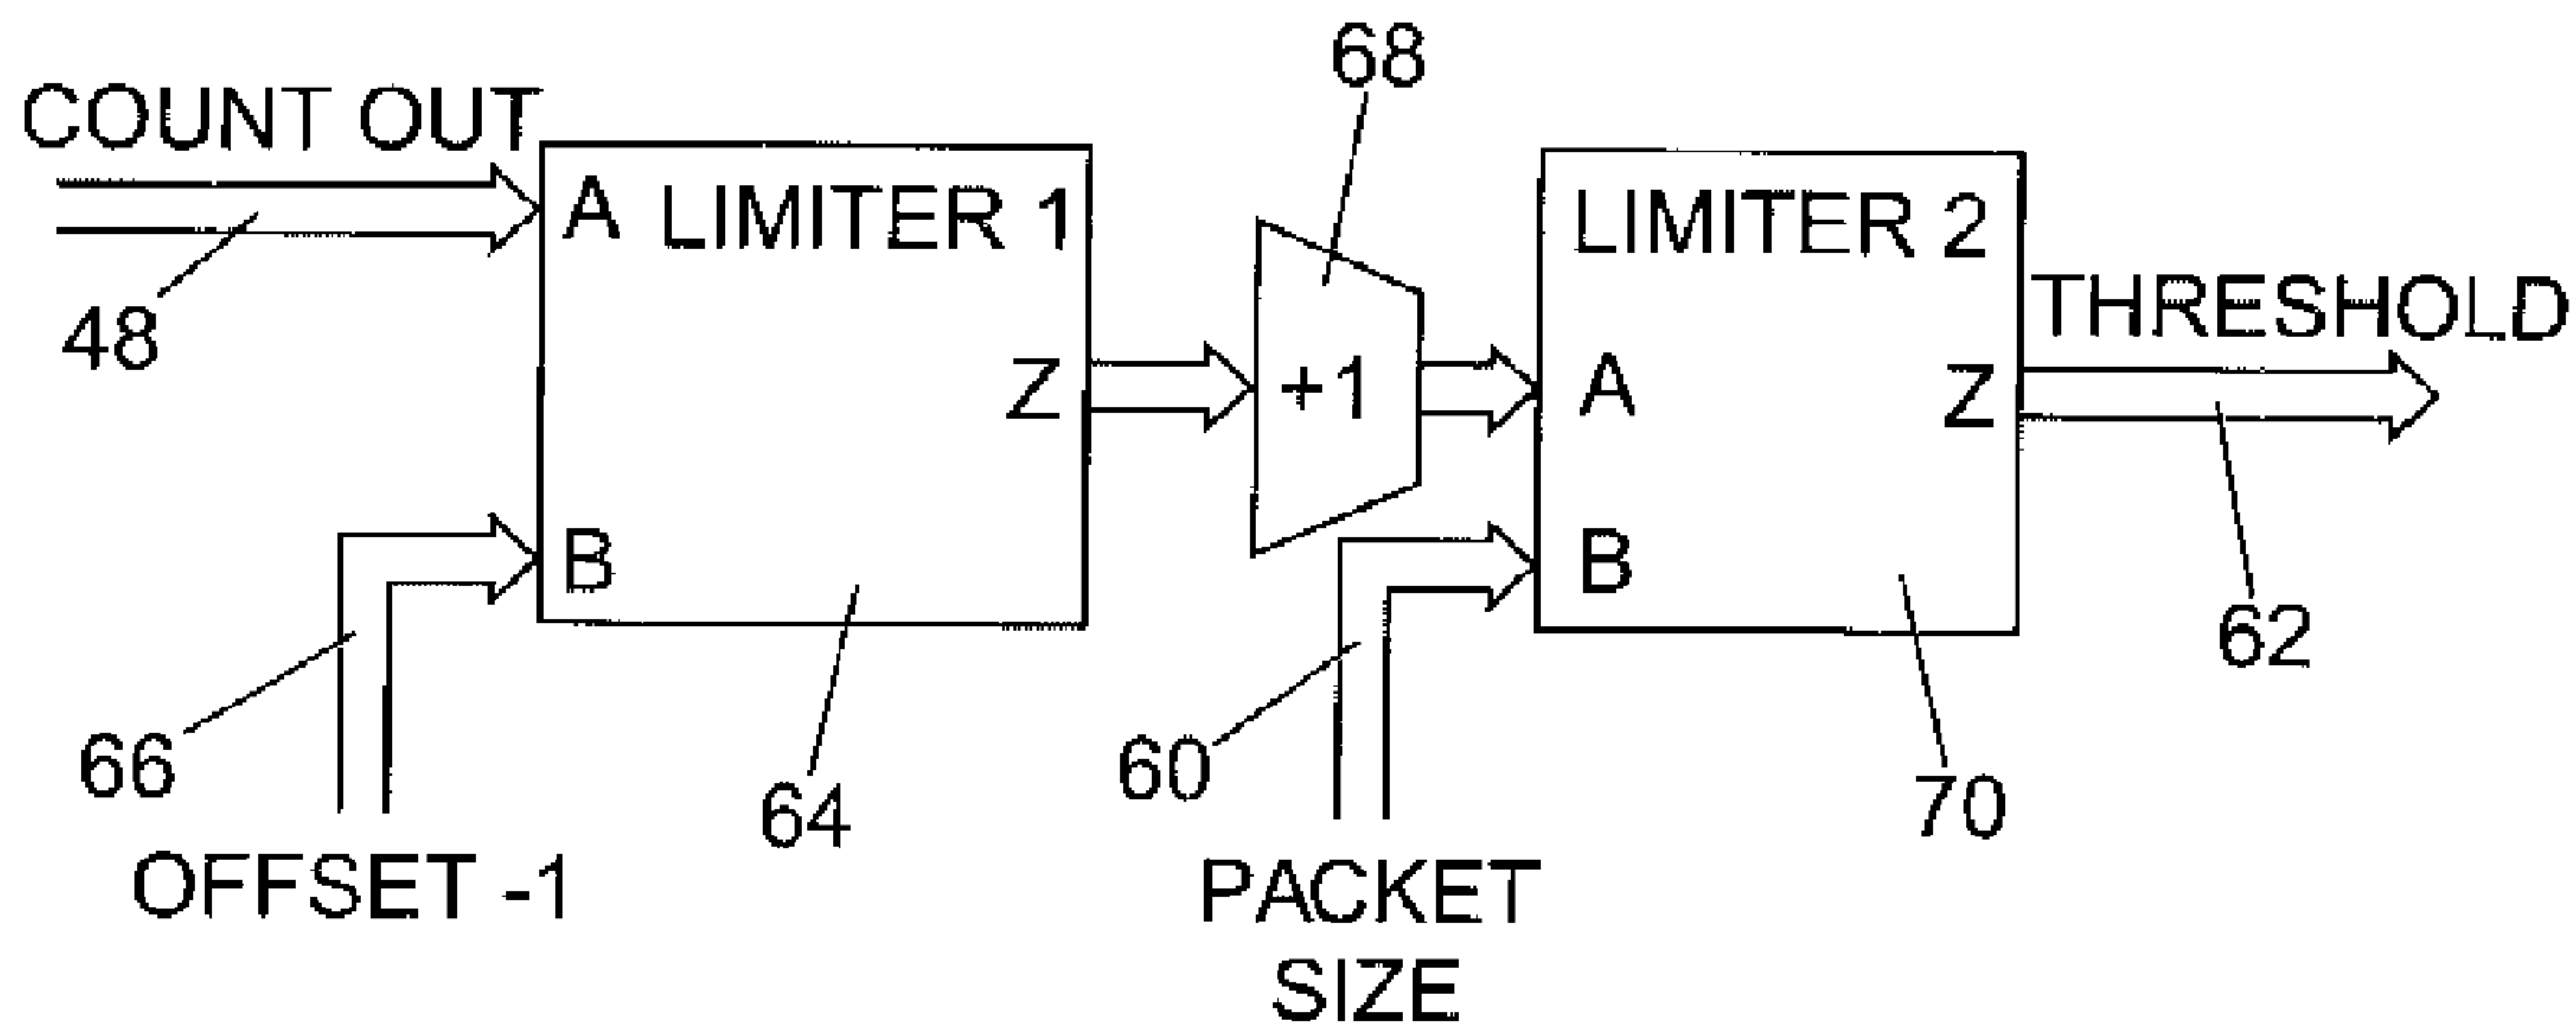 68
COUNT OUT
A LIMITER 1
LIMITER 2
THRESHOLD
48
Z
+1
A
Z
B
B
62
66
60
64
70
OFFSET -1
PACKET
SIZE